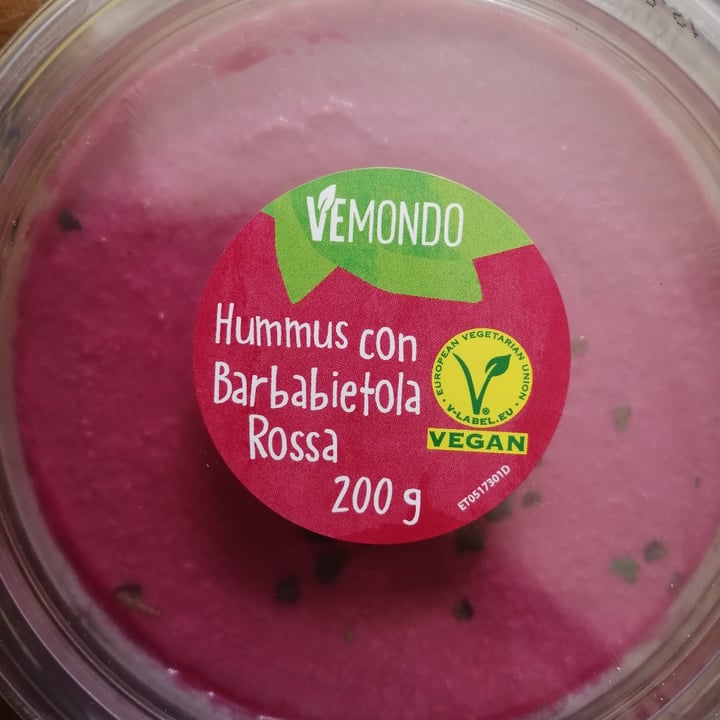 VEMONDO
Hummus con
Barbabietola
Rossa
200 g
EUROPEAN VEGETARIAN UNION
V-LABEL.EU
VEGAN
ET0517301D